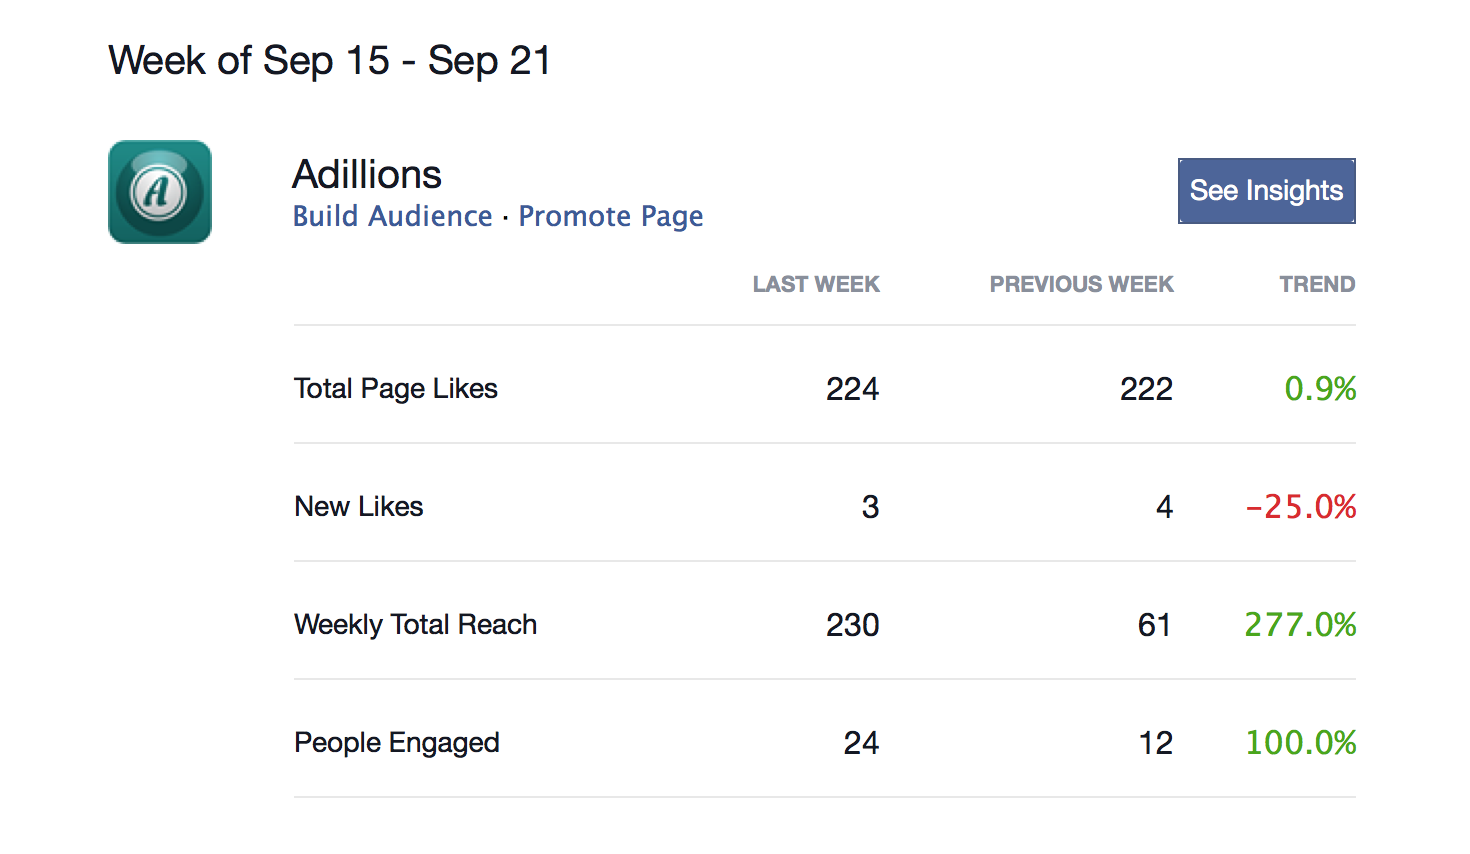 Week of Sep 15 - Sep 21
A
Adillions
Build Audience · Promote Page
See Insights
LAST WEEK PREVIOUS WEEK TREND
Total Page Likes 224 222 0.9%
New Likes 3 4 -25.0%
Weekly Total Reach 230 61 277.0%
People Engaged 24 12 100.0%